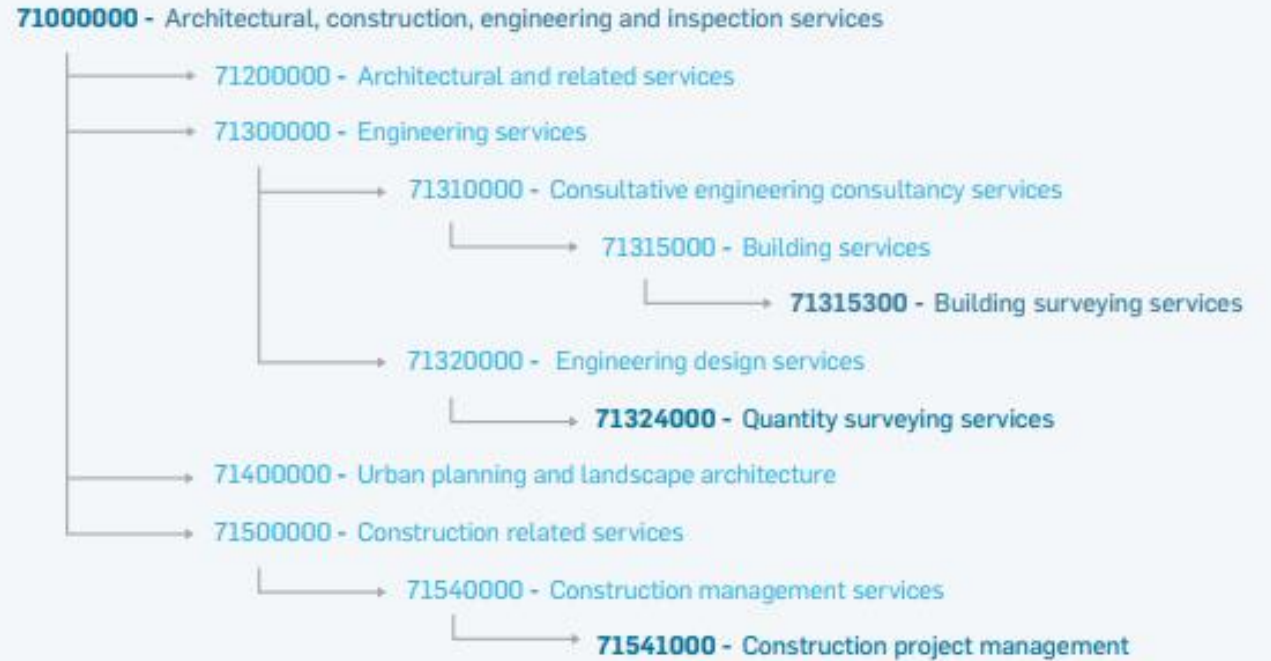 71000000 - Architectural, construction, engineering and inspection services
71200000 - Architectural and related services
71300000 - Engineering services
71310000 - Consultative engineering consultancy services
71315000 - Building services
71315300 - Building surveying services
71320000 - Engineering design services
71324000 - Quantity surveying services
71400000 - Urban planning and landscape architecture
71500000 - Construction related services
71540000 - Construction management services
71541000 - Construction project management